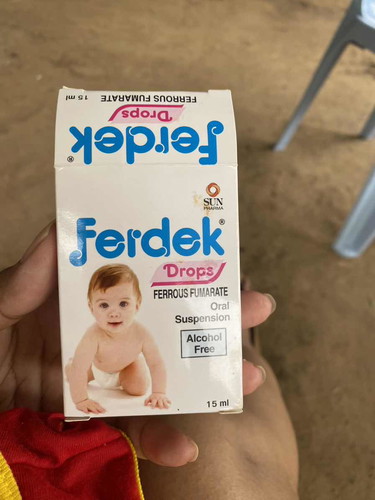 15 ml FERROUS FUMARATE
Drops
Ferdek®
SUN
PHARMA
Ferdek®
Drops
FERROUS FUMARATE
Oral
Suspension
Alcohol
Free
15 ml